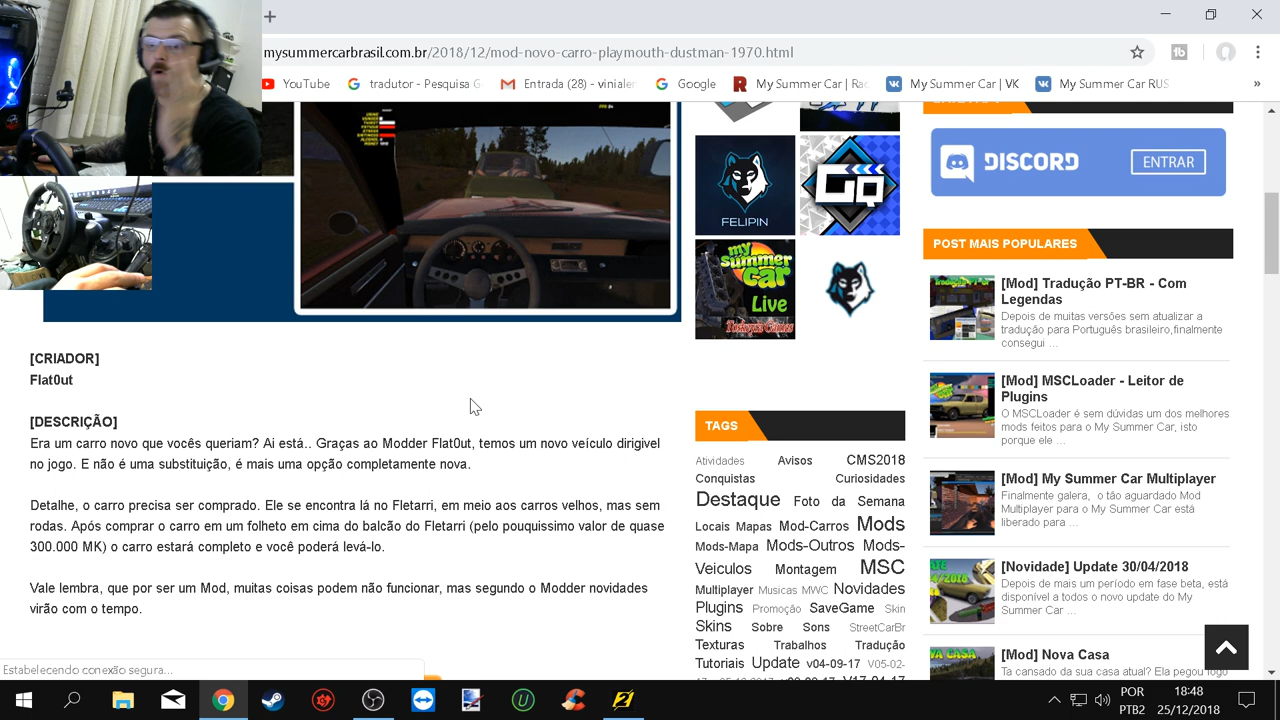 mysummercarbrasil.com.br/2018/12/mod-novo-carro-playmouth-dustman-1970.html
YouTube
tradutor - Pesquisa G
Entrada (28) - vinialer
Google
My Summer Car | Rac
My Summer Car | VK
My Summer Car RUS
»
[CRIADOR]
Flat0ut
[DESCRIÇÃO]
Era um carro novo que vocês queriam? Ai está.. Graças ao Modder Flat0ut, temos um novo veículo dirigivel
no jogo. E não é uma substituição, é mais uma opção completamente nova.
Detalhe, o carro precisa ser comprado. Ele se encontra lá no Fletarri, em meio aos carros velhos, mas sem
rodas. Após comprar o carro em um folheto em cima do balcão do Fletarri (pelo pouquissimo valor de quase
300.000 MK) o carro estará completo e você poderá levá-lo.
Vale lembra, que por ser um Mod, muitas coisas podem não funcionar, mas segundo o Modder novidades
virão com o tempo.
Estabelecendo conexão segura...
FELIPIN
GQ
my
summer
car
Live
TAGS
Atividades Avisos CMS2018
Conquistas Curiosidades
Destaque Foto da Semana
Locais Mapas Mod-Carros Mods
Mods-Mapa Mods-Outros Mods-
Veiculos Montagem MSC
Multiplayer Musicas MWC Novidades
Plugins Promoção SaveGame Skin
Skins Sobre Sons StreetCarBr
Texturas Trabalhos Tradução
Tutoriais Update v04-09-17 V05-02-
DISCORD
ENTRAR
POST MAIS POPULARES
[Mod] Tradução PT-BR - Com
Legendas
Depois de muitas versões sem atualizar a
tradução para Português brasileiro,finalmente
consegui ...
[Mod] MSCLoader - Leitor de
Plugins
O MSCLoader é sem dúvidas um dos melhores
mods feitos para o My Summer Car, isto
porque ele ...
[Mod] My Summer Car Multiplayer
Finalmente galera, o tão aguardado Mod
Multiplayer para o My Summer Car está
liberado para ...
[Novidade] Update 30/04/2018
Depois de mais um período em fase beta, está
disponivel a todos o novo update do My
Summer Car ...
[Mod] Nova Casa
Ta cansado da sua casa atual? Ela pegou fogo
POR
PTB2
18:48
25/12/2018